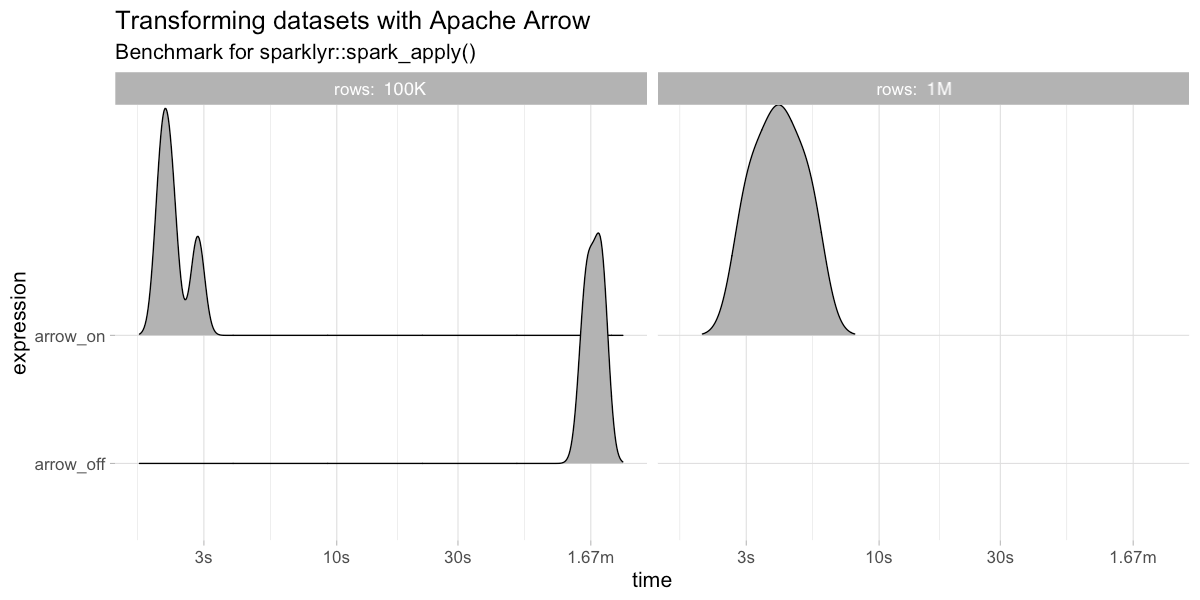 Transforming datasets with Apache Arrow
Benchmark for sparklyr::spark_apply()
rows: 100K
rows: 1M
expression
arrow_on
arrow_off
3s 10s 30s 1.67m
3s 10s 30s 1.67m
time